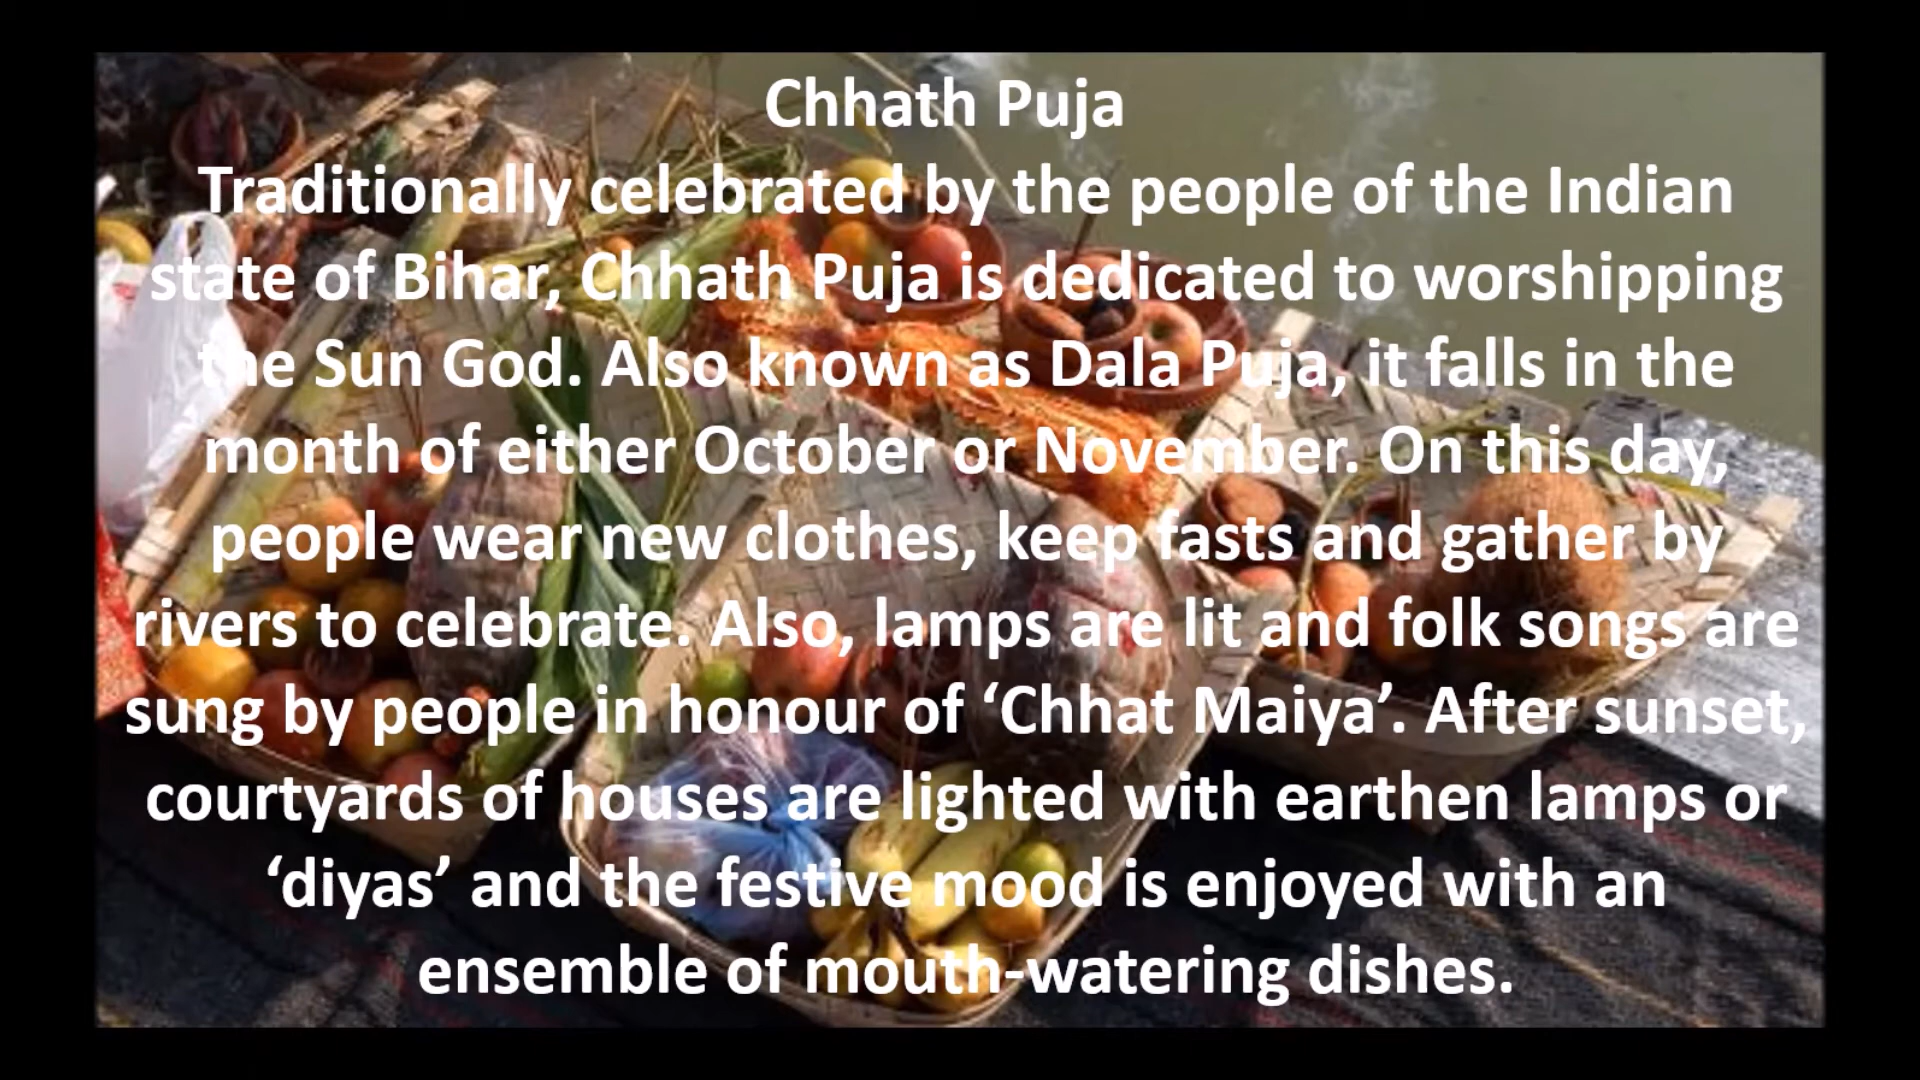 Chhath Puja
Traditionally celebrated by the people of the Indian
state of Bihar, Chhath Puja is dedicated to worshipping
the Sun God. Also known as Dala Puja, it falls in the
month of either October or November. On this day,
people wear new clothes, keep fasts and gather by
rivers to celebrate. Also, lamps are lit and folk songs are
sung by people in honour of ‘Chhat Maiya’. After sunset,
courtyards of houses are lighted with earthen lamps or
‘diyas’ and the festive mood is enjoyed with an
ensemble of mouth-watering dishes.